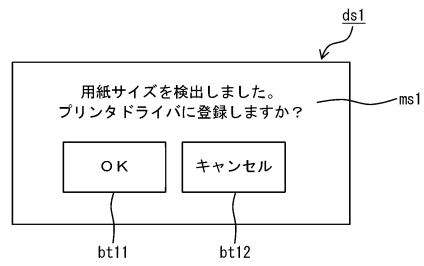 ds1
用紙サイズを検出しました。
プリンタドライバに登録しますか？
ms1
ＯＫ
キャンセル
bt11
bt12